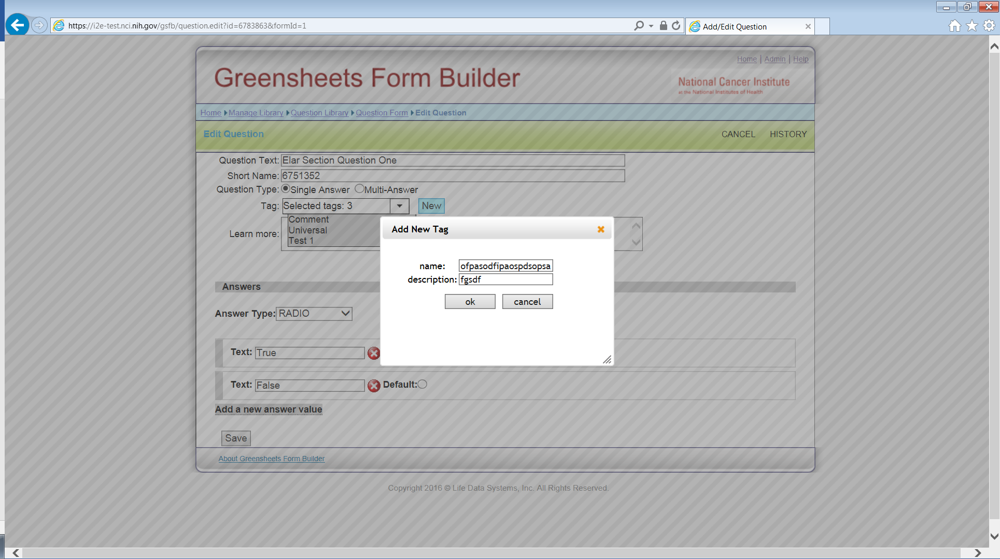 https://i2e-test.nci.nih.gov/gsfb/question.edit?id=6783863&formId=1
Add/Edit Question
Home | Admin | Help
Greensheets Form Builder
National Cancer Institute
at the National Institutes of Health
Home Manage Library Question Library Question Form Edit Question
Edit Question CANCEL HISTORY
Question Text: Elar Section Question One
Short Name: 6751352
Question Type: Single Answer Multi-Answer
Tag: Selected tags: 3 New
Comment
Universal
Test 1
Learn more:
Add New Tag
name: ofpasodfipaospdsopsa
description: fgsdf
ok cancel
Answers
Answer Type: RADIO
Text: True
Text: False Default:
Add a new answer value
Save
About Greensheets Form Builder
Copyright 2016 © Life Data Systems, Inc. All Rights Reserved.